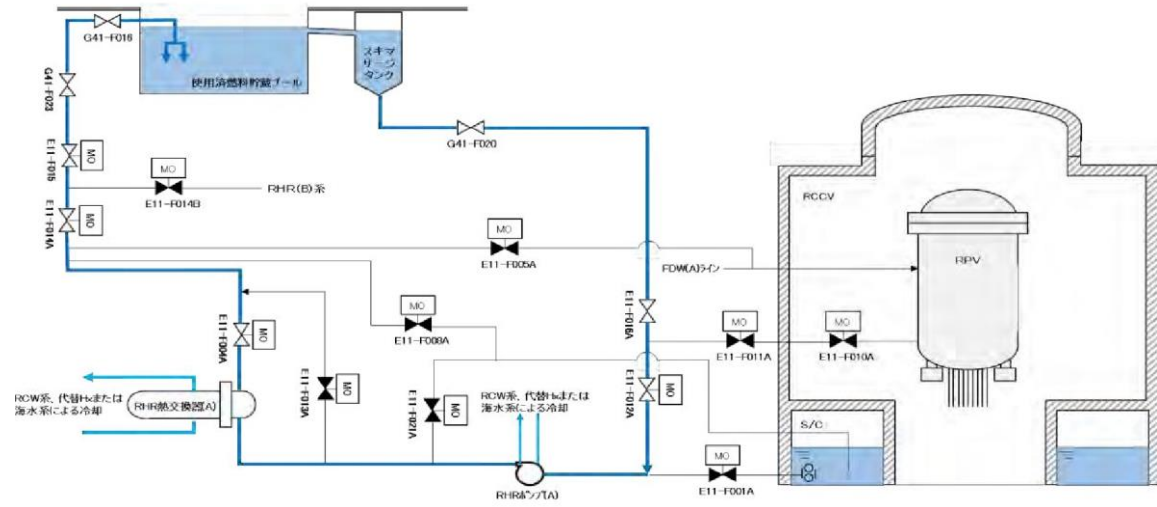 G41-F016
使用済燃料貯蔵プール
スキマ
サージ
タンク
G41-F023
G41-F020
MO
E11-F015
MO
E11-F014B
RHR(B)系
MO
E11-F014A
MO
E11-F005A
FDW(A)ライン
RCCV
RPV
MO
E11-F008A
E11-F016A
MO
E11-F011A
MO
E11-F010A
MO
E11-F004A
RCW系、代替Hxまたは
海水系による冷却
RHR熱交換器(A)
MO
E11-F013A
MO
E11-F021A
RCW系、代替Hxまたは
海水系による冷却
MO
E11-F012A
S/C
RHRポンプ(A)
MO
E11-F001A